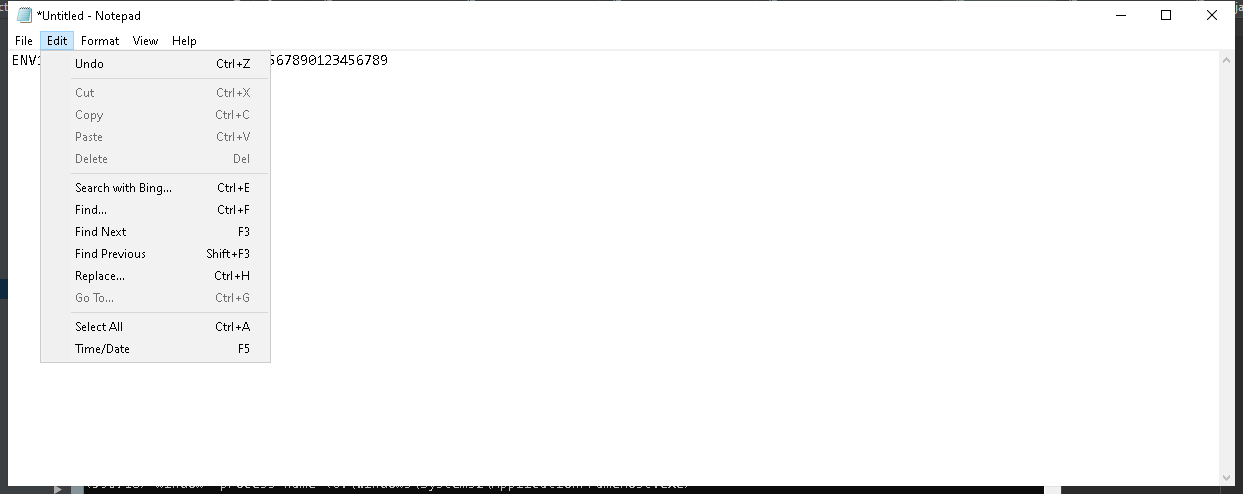 *Untitled - Notepad
File Edit Format View Help
567890123456789
Undo Ctrl+Z
Cut Ctrl+X
Copy Ctrl+C
Paste Ctrl+V
Delete Del
Search with Bing... Ctrl+E
Find... Ctrl+F
Find Next F3
Find Previous Shift+F3
Replace... Ctrl+H
Go To... Ctrl+G
Select All Ctrl+A
Time/Date F5